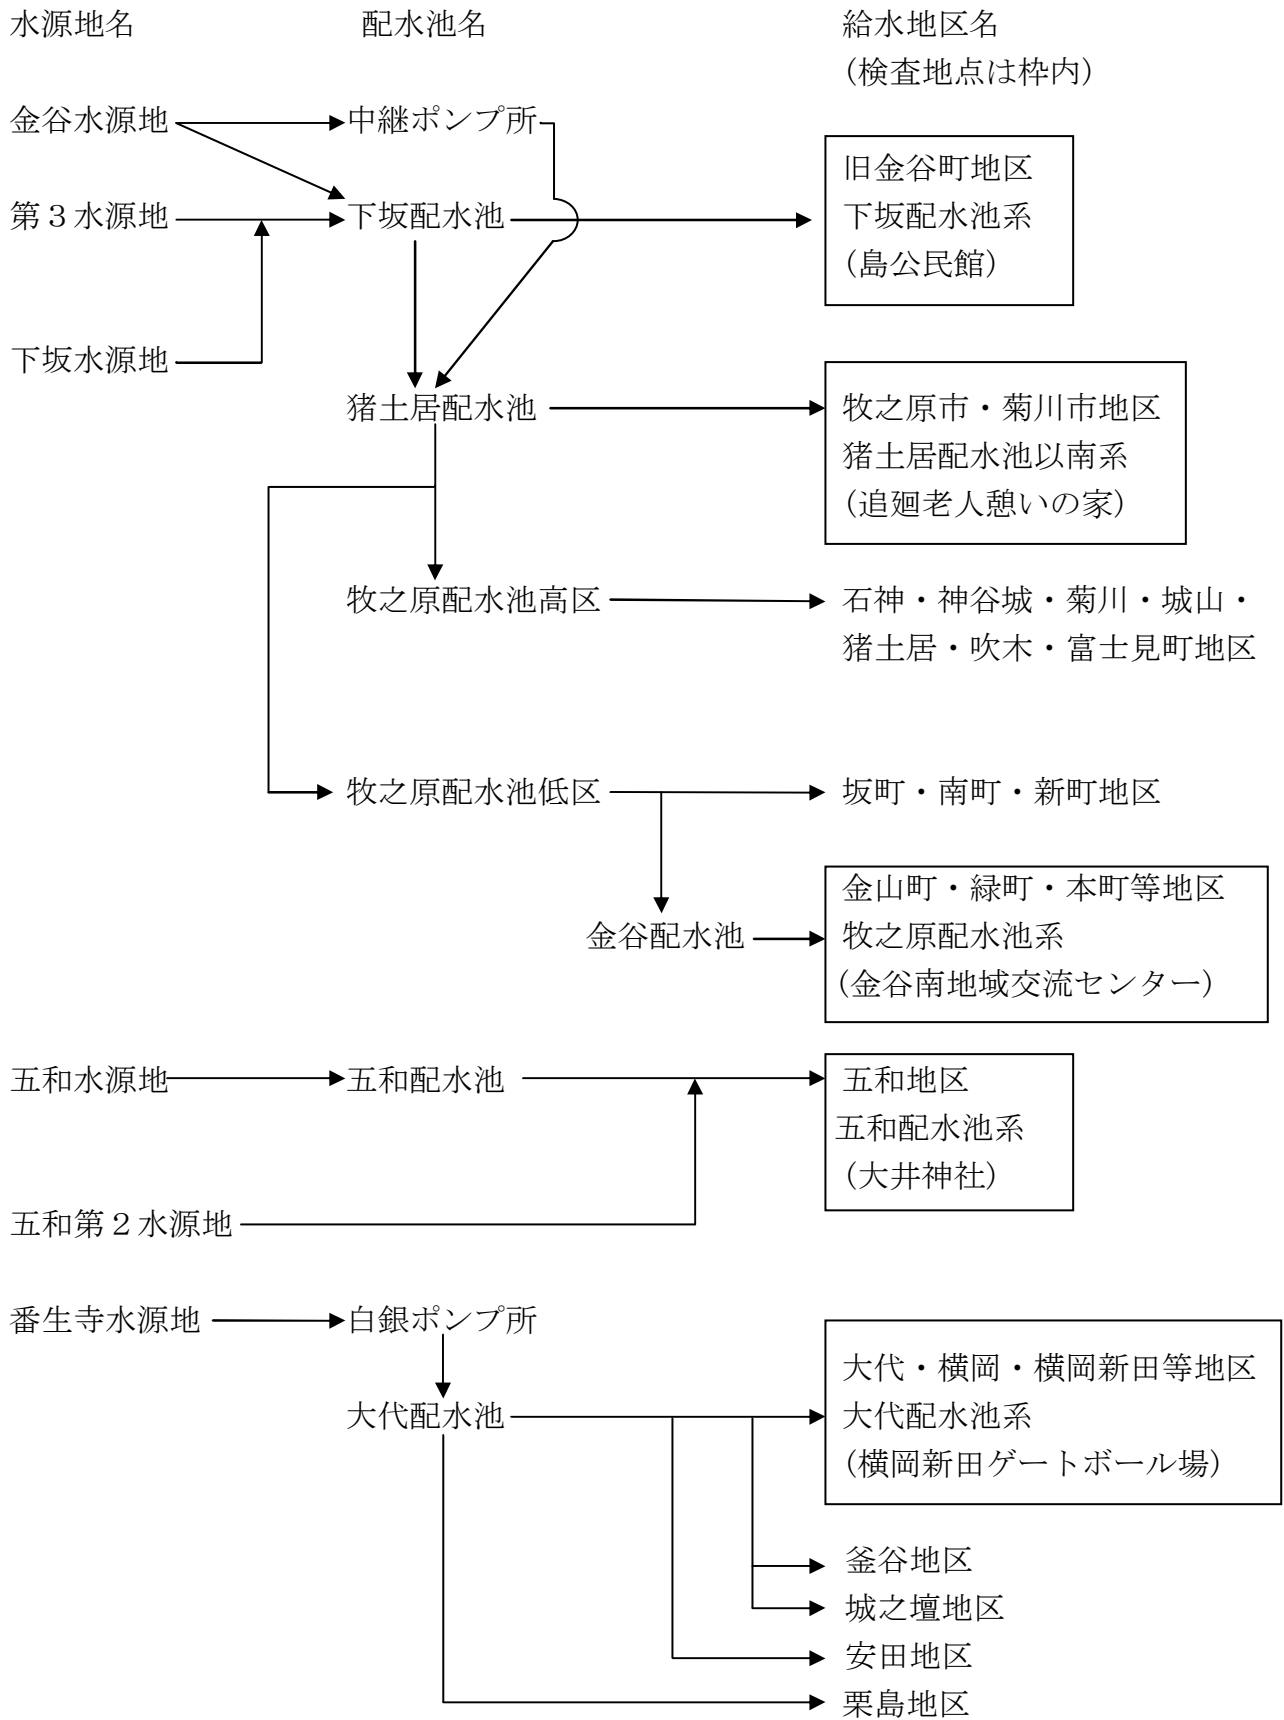 水源地名
配水池名
給水地区名
(検査地点は枠内)
金谷水源地
中継ポンプ所
旧金谷町地区
下坂配水池系
(島公民館)
第３水源地
下坂配水池
下坂水源地
猪土居配水池
牧之原市・菊川市地区
猪土居配水池以南系
(追廻老人憩いの家)
牧之原配水池高区
石神・神谷城・菊川・城山・
猪土居・吹木・富士見町地区
牧之原配水池低区
坂町・南町・新町地区
金谷配水池
金山町・緑町・本町等地区
牧之原配水池系
(金谷南地域交流センター)
五和水源地
五和配水池
五和地区
五和配水池系
(大井神社)
五和第２水源地
番生寺水源地
白銀ポンプ所
大代配水池
大代・横岡・横岡新田等地区
大代配水池系
(横岡新田ゲートボール場)
釜谷地区
城之壇地区
安田地区
栗島地区